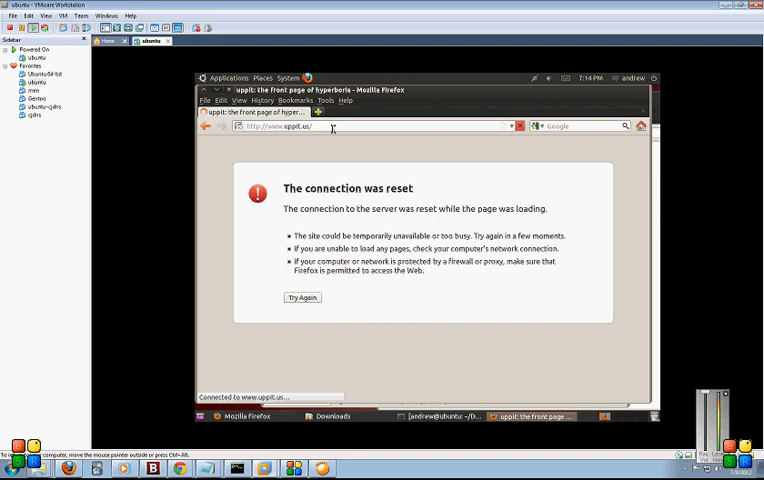 ubuntu - VMware Workstation
File Edit View VM Team Windows Help
Sidebar
Home
ubuntu
Powered On
ubuntu
Favorites
Ubuntu64-bit
ubuntu
Gentoo
ubuntu-cjdns
cjdns
Applications Places System
7:14 PM andrew
uppit: the front page of hyperboria - Mozilla Firefox
File Edit View History Bookmarks Tools Help
uppit: the front page of hyper...
http://www.uppit.us/
Google
The connection was reset
The connection to the server was reset while the page was loading.
The site could be temporarily unavailable or too busy. Try again in a few moments.
If you are unable to load any pages, check your computer's network connection.
If your computer or network is protected by a firewall or proxy, make sure that
Firefox is permitted to access the Web.
Try Again
Connected to www.uppit.us...
Mozilla Firefox
Downloads
[andrew@ubuntu: ~/D...
uppit: the front page...
To
computer, move the mouse pointer outside or press Ctrl+Alt.
B S
S R
B S
S R
7/9/2012